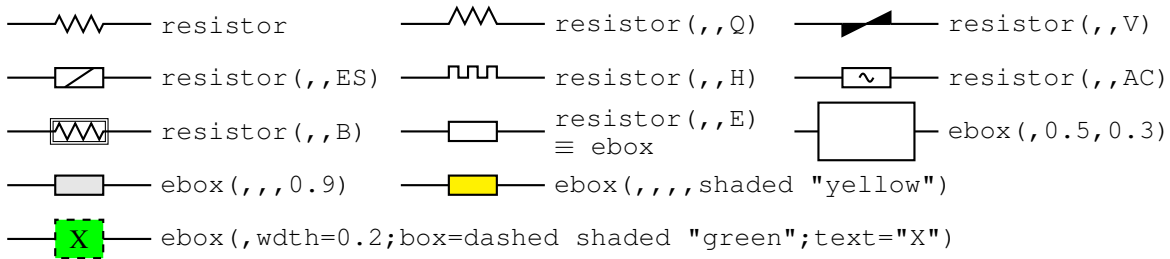 resistor
resistor(,,Q)
resistor(,,V)
resistor(,,ES)
resistor(,,H)
resistor(,,AC)
resistor(,,B)
resistor(,,E)
≡ ebox
ebox(,0.5,0.3)
ebox(,,,0.9)
ebox(,,,,shaded "yellow")
X
ebox(,wdth=0.2;box=dashed shaded "green";text="X")